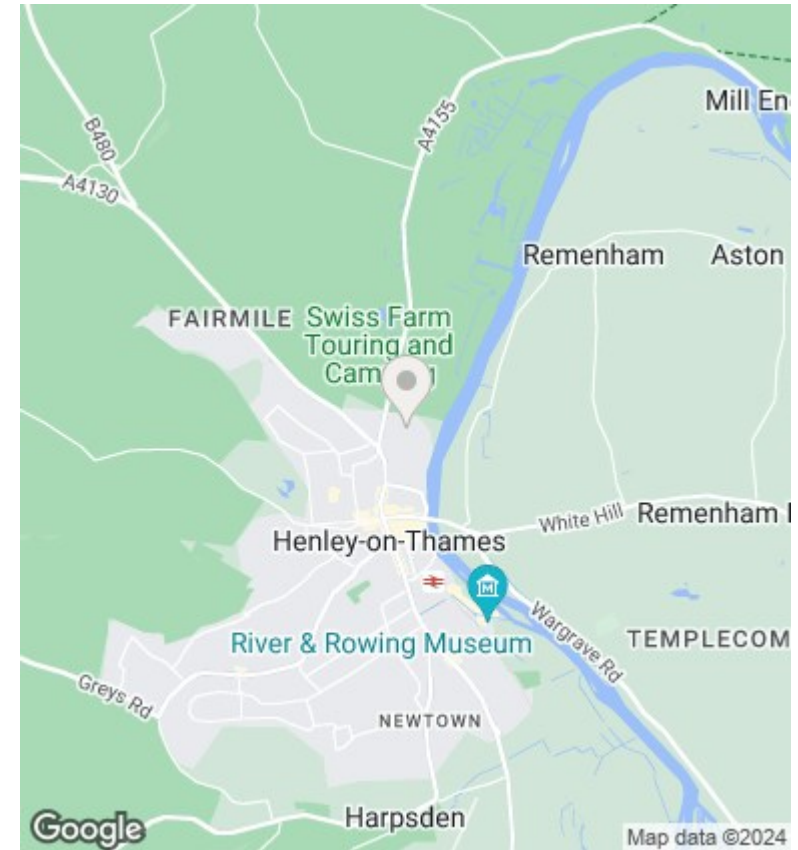 Mill En
B480
A4155
A4130
Remenham
Aston
FAIRMILE
Swiss Farm
Touring and
Cam g
White Hill
Remenham
Henley-on-Thames
River & Rowing Museum
Wargrave Rd
TEMPLECOM
Greys Rd
NEWTOWN
Harpsden
Google
Map data ©2024